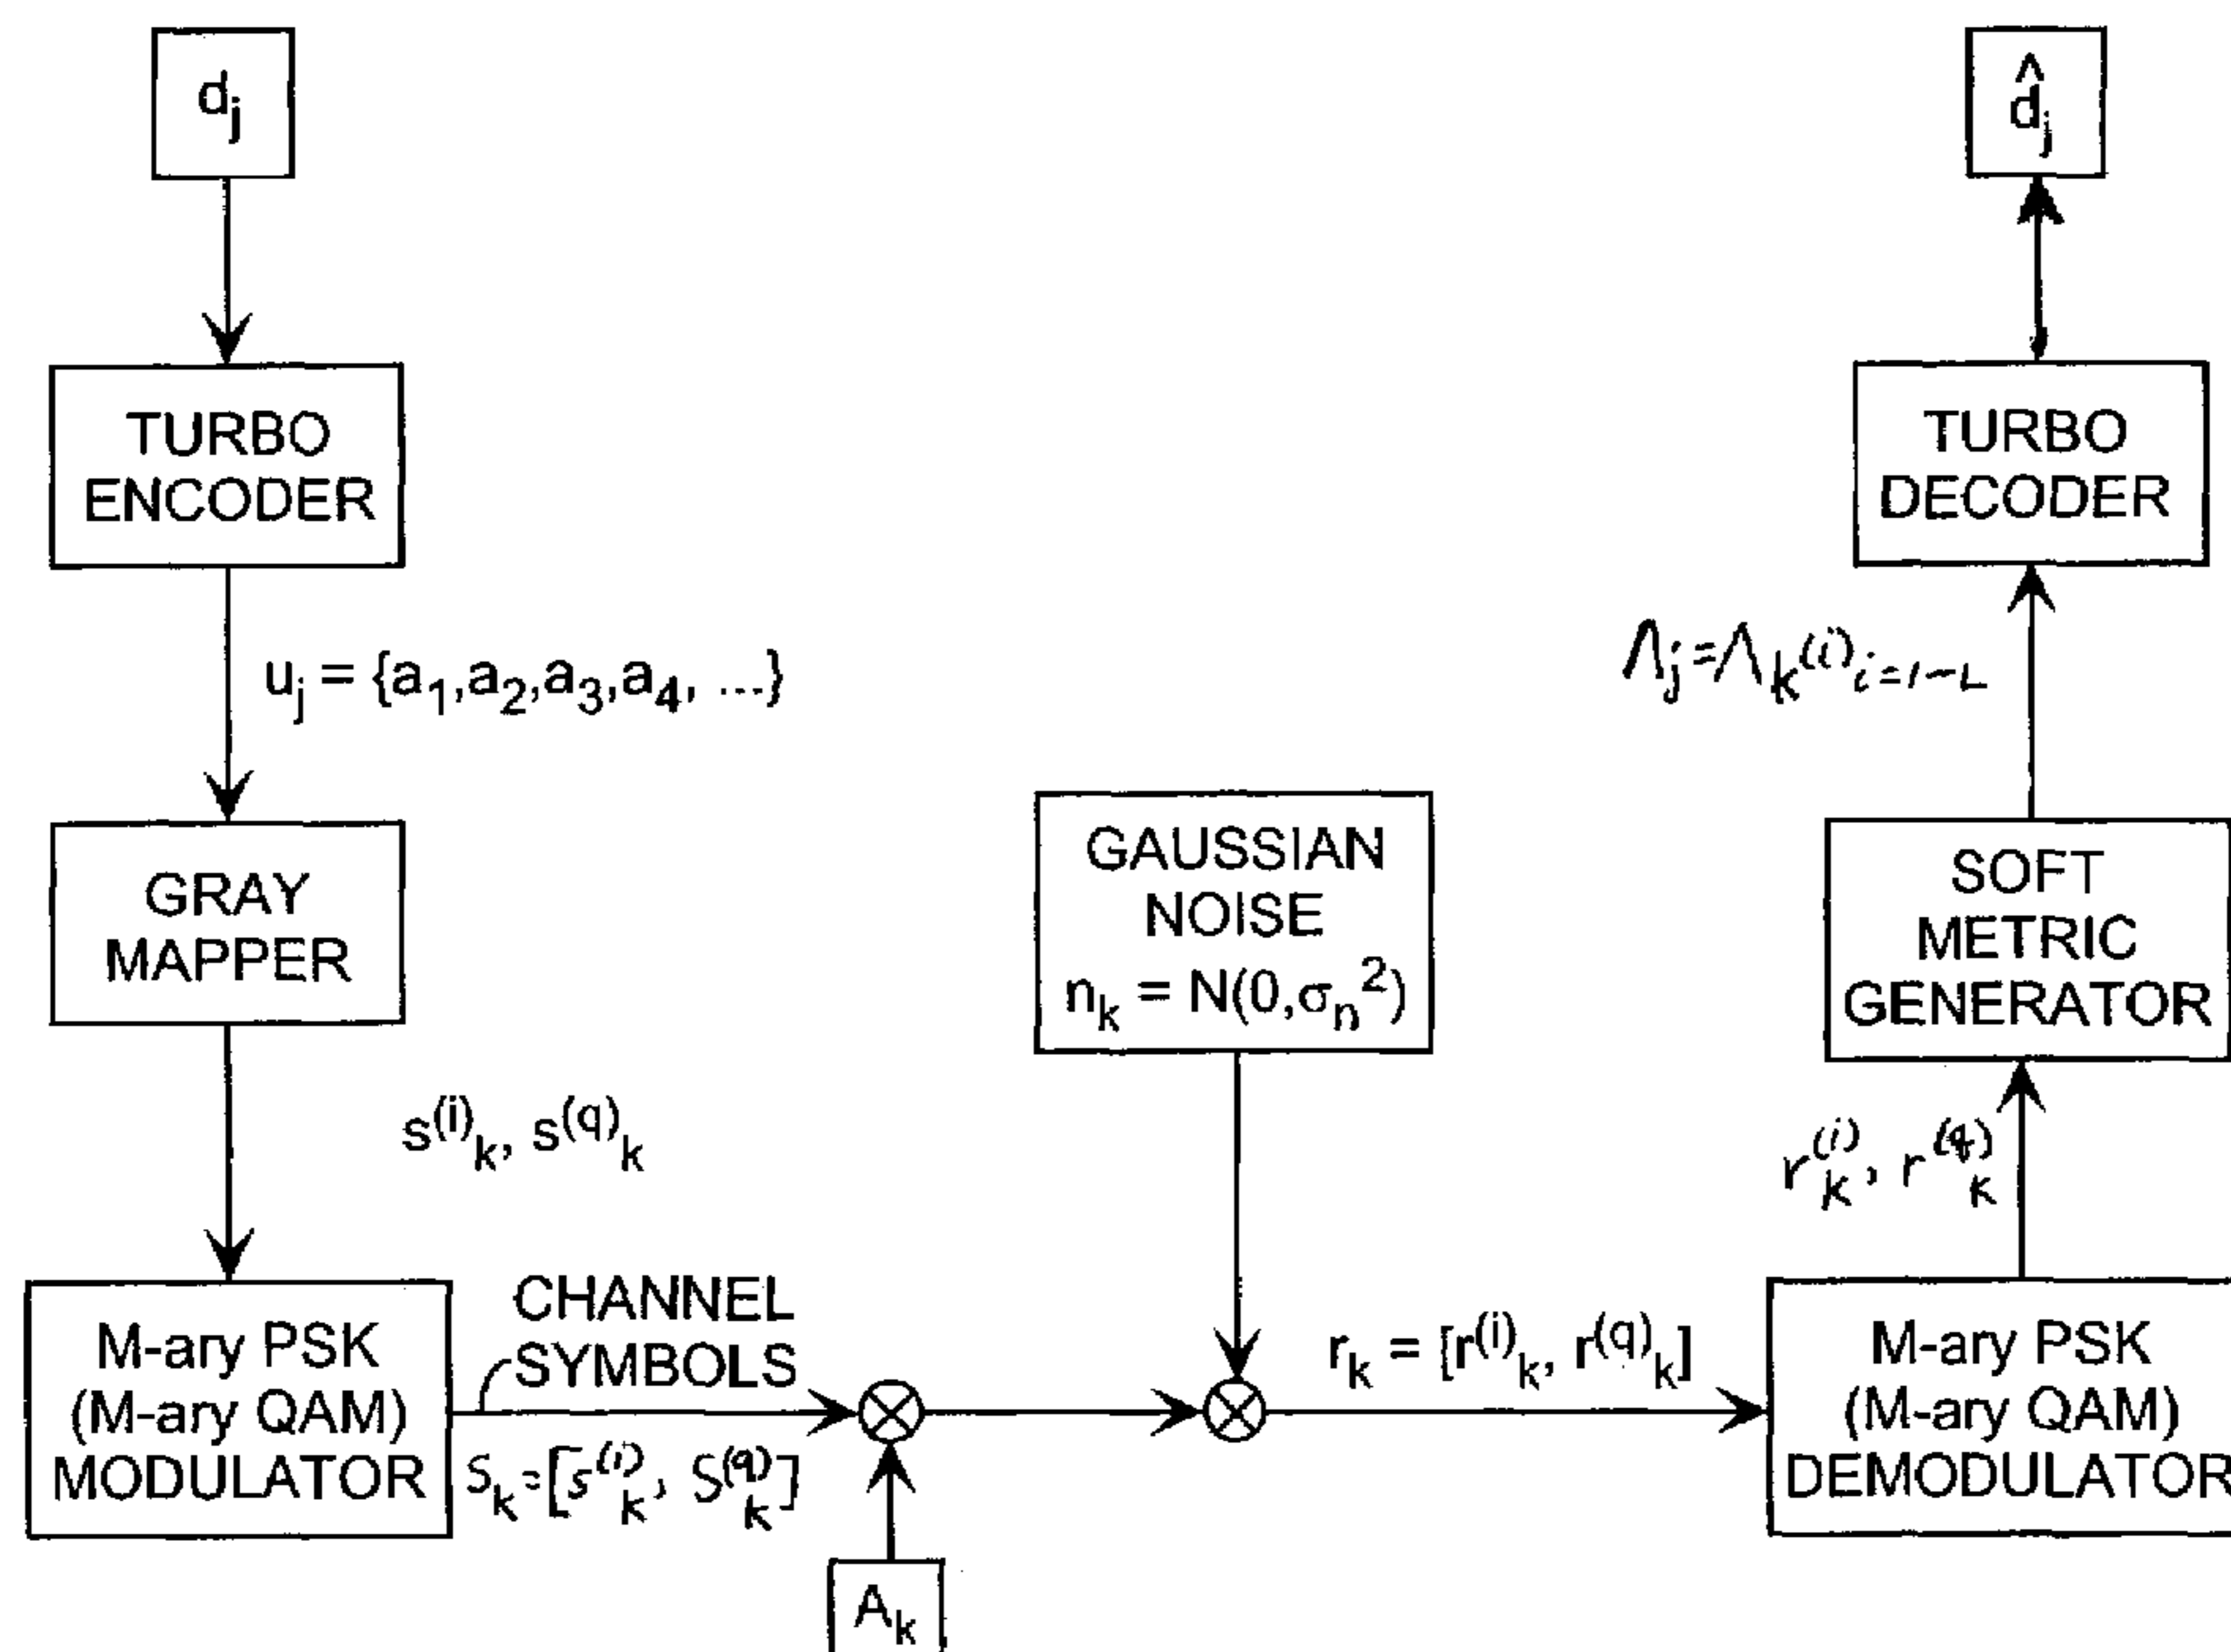 d_j
TURBO
ENCODER
u_j = {a_1,a_2,a_3,a_4, ...}
GRAY
MAPPER
s^(i)_k, s^(q)_k
M-ary PSK
(M-ary QAM)
MODULATOR
CHANNEL
SYMBOLS
S_k=[s^(i)_k, S^(q)_k]
A_k
GAUSSIAN
NOISE
n_k = N(0,σ_n^2)
r_k = [r^(i)_k, r^(q)_k]
M-ary PSK
(M-ary QAM)
DEMODULATOR
r_k^(i), r^(q)_k
SOFT
METRIC
GENERATOR
Λ_j=Λ_k^(i)_i=1~L
TURBO
DECODER
d̂_j